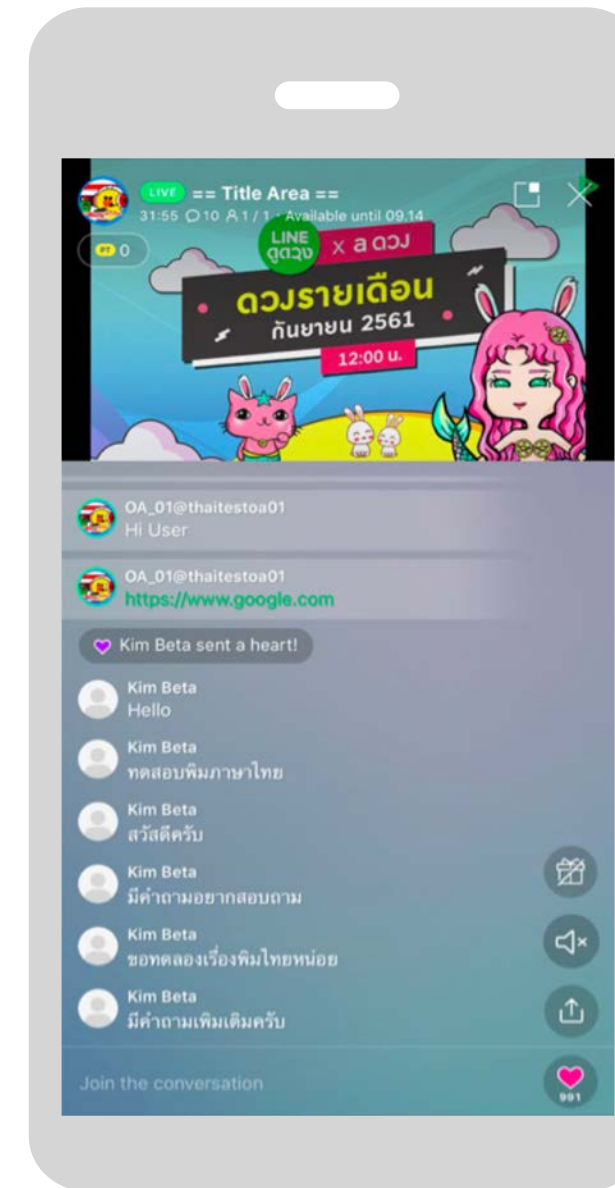 LIVE == Title Area ==
31:55 10 1 / 1 · Available until 09.14
PT 0
LINE
ดูดวง x a ดวง
ดวงรายเดือน
กันยายน 2561
12:00 น.
OA_01@thaitestoa01
Hi User
OA_01@thaitestoa01
https://www.google.com
Kim Beta sent a heart!
Kim Beta
Hello
Kim Beta
ทดสอบพิมภาษาไทย
Kim Beta
สวัสดีครับ
Kim Beta
มีคำถามอยากสอบถาม
Kim Beta
ขอทดลองเรื่องพิมไทยหน่อย
Kim Beta
มีคำถามเพิมเติมครับ
Join the conversation
991